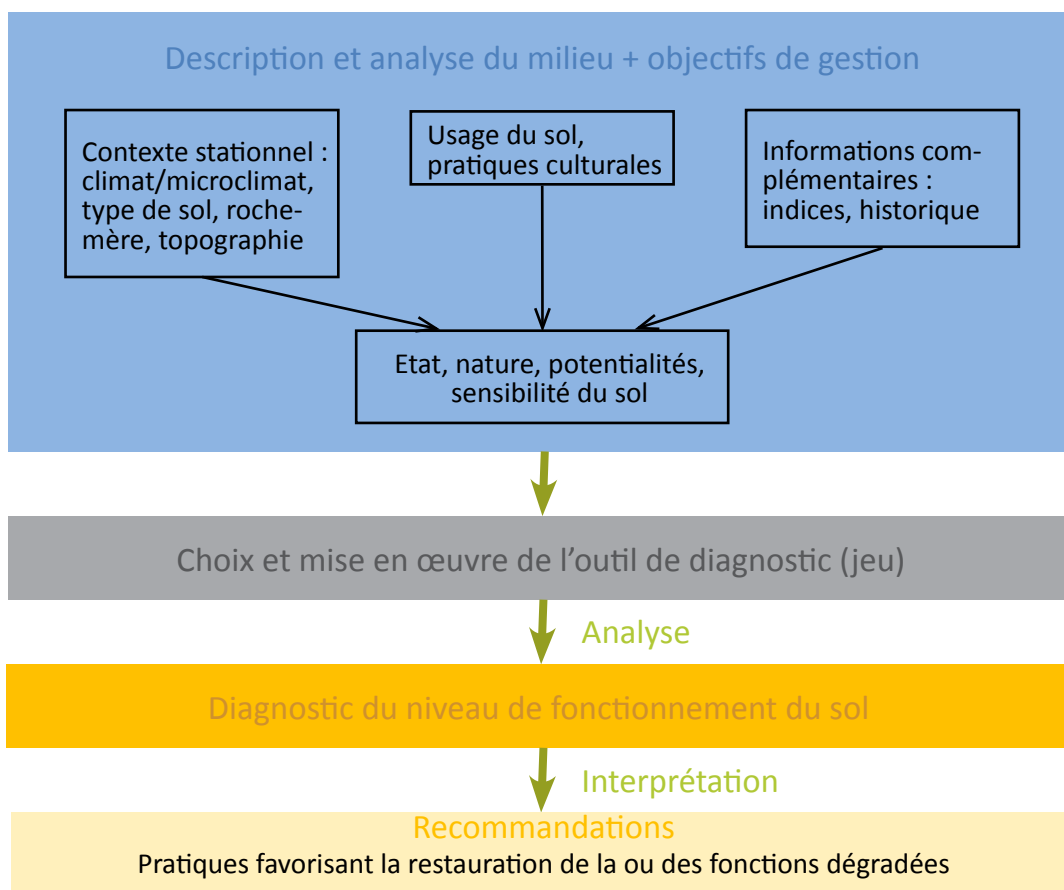 Description et analyse du milieu + objectifs de gestion
Contexte stationnel :
climat/microclimat,
type de sol, roche-
mère, topographie
Usage du sol,
pratiques culturales
Informations com-
plémentaires :
indices, historique
Etat, nature, potentialités,
sensibilité du sol
Choix et mise en œuvre de l’outil de diagnostic (jeu)
Analyse
Diagnostic du niveau de fonctionnement du sol
Interprétation
Recommandations
Pratiques favorisant la restauration de la ou des fonctions dégradées